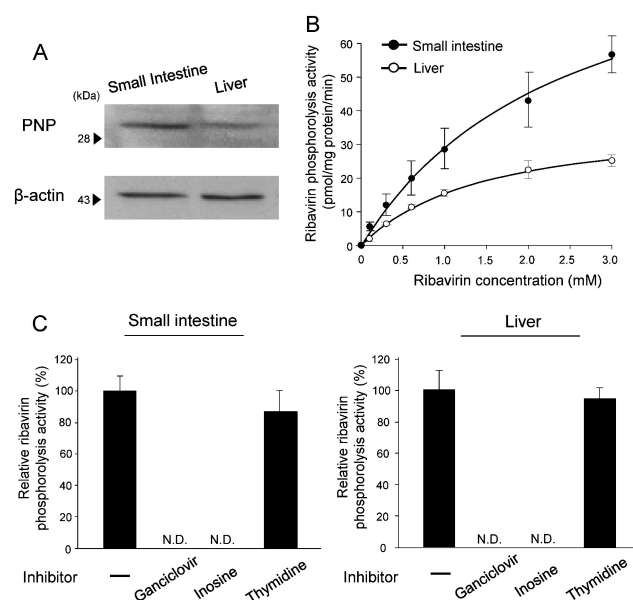 A
Small Intestine
Liver
(kDa)
PNP
28
β-actin
43
B
Ribavirin phosphorolysis activity
(pmol/mg protein/min)
60
50
40
30
20
10
0
Small intestine
Liver
0 0.5 1.0 1.5 2.0 2.5 3.0
Ribavirin concentration (mM)
C
Small intestine
Relative ribavirin
phosphorolysis activity (%)
120
100
80
60
40
20
0
N.D. N.D.
Inhibitor
—
Ganciclovir
Inosine
Thymidine
Liver
Relative ribavirin
phosphorolysis activity (%)
120
100
80
60
40
20
0
N.D. N.D.
Inhibitor
—
Ganciclovir
Inosine
Thymidine